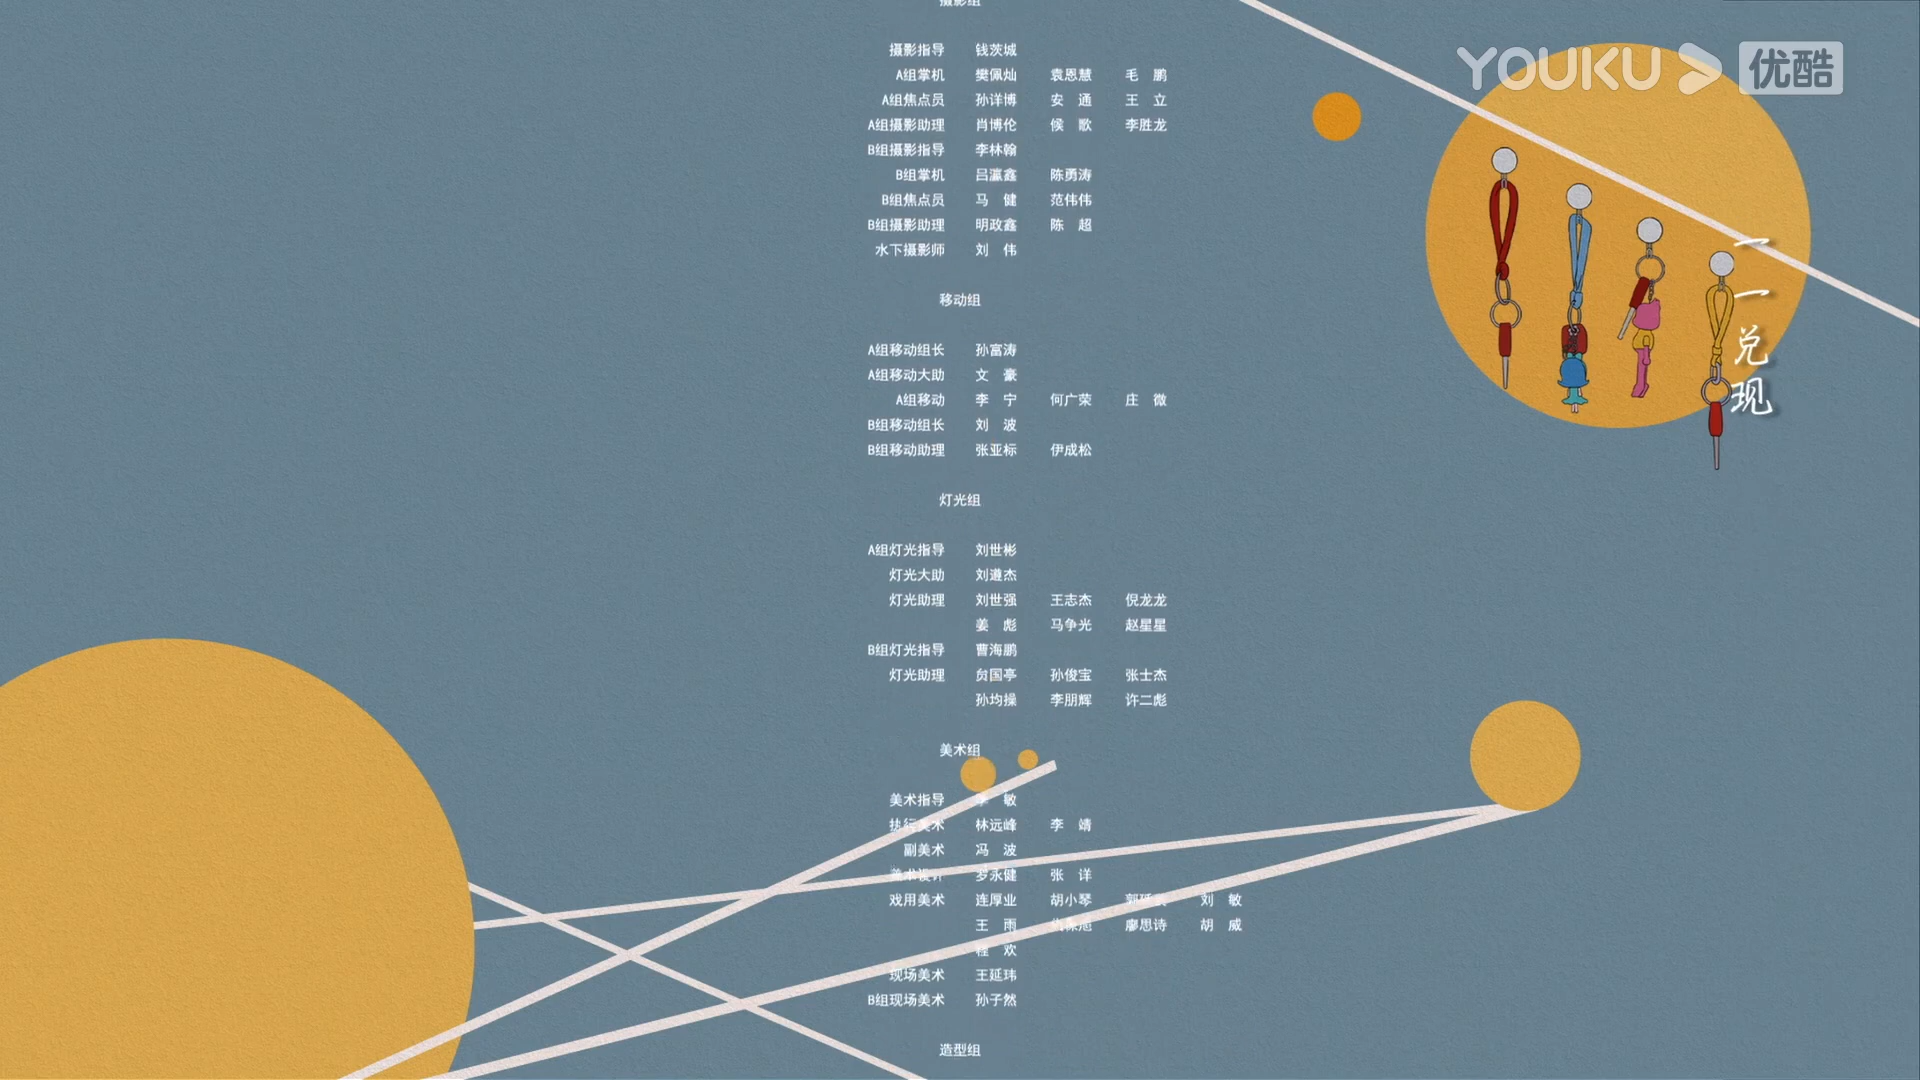 摄影组
YOUKU 优酷
摄影指导 钱茨城
A组掌机 樊佩灿 袁恩慧 毛 鹏
A组焦点员 孙详博 安 通 王 立
A组摄影助理 肖博伦 候 歌 李胜龙
B组摄影指导 李林翰
B组掌机 吕瀛鑫 陈勇涛
B组焦点员 马 健 范伟伟
B组摄影助理 明政鑫 陈 超
水下摄影师 刘 伟
一一兑现
移动组
A组移动组长 孙富涛
A组移动大助 文 豪
A组移动 李 宁 何广荣 庄 微
B组移动组长 刘 波
B组移动助理 张亚标 伊成松
灯光组
A组灯光指导 刘世彬
灯光大助 刘遵杰
灯光助理 刘世强 王志杰 倪龙龙
姜 彪 马争光 赵星星
B组灯光指导 曹海鹏
灯光助理 贠国亭 孙俊宝 张士杰
孙均操 李朋辉 许二彪
美术组
美术指导 敏
执行美术 林远峰 李 靖
副美术 冯 波
美术设计 罗永健 张 详
戏用美术 连厚业 胡小琴 刘 敏
王 雨 廖思诗 胡 威
程 欢
现场美术 王延玮
B组现场美术 孙子然
造型组